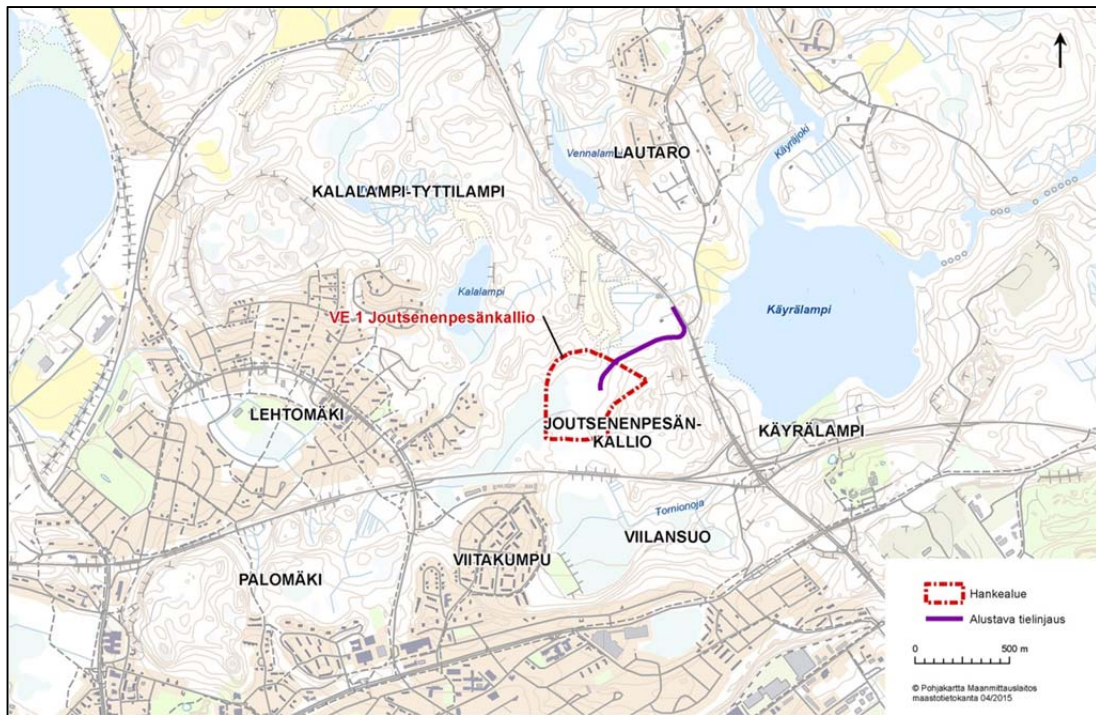 Käyräjoki
Vennalam
LAUTARO
KALALAMPI-TYTTILAMPI
Kalalampi
Käyrälampi
VE 1 Joutsenenpesänkallio
LEHTOMÄKI
JOUTSENENPESÄN-
KALLIO
KÄYRÄLAMPI
Tornionoja
VIILANSUO
VIITAKUMPU
PALOMÄKI
Hankealue
Alustava tielinjaus
0 500 m
© Pohjakartta Maanmittauslaitos
maastotietokanta 04/2015